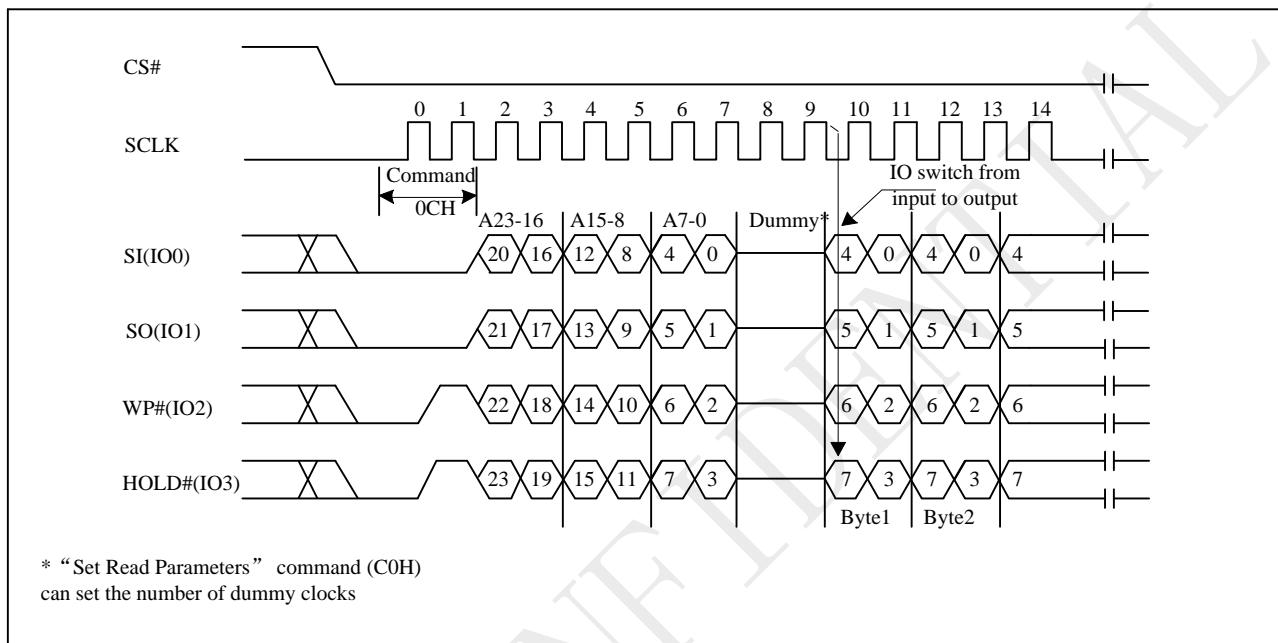 CS#
0 1 2 3 4 5 6 7 8 9 10 11 12 13 14
SCLK
Command
0CH
IO switch from
input to output
A23-16 A15-8 A7-0 Dummy*
SI(IO0) 20 16 12 8 4 0 4 0 4 0 4
SO(IO1) 21 17 13 9 5 1 5 1 5 1 5
WP#(IO2) 22 18 14 10 6 2 6 2 6 2 6
HOLD#(IO3) 23 19 15 11 7 3 7 3 7 3 7
Byte1 Byte2
* “Set Read Parameters” command (C0H)
can set the number of dummy clocks
NFIDENTIAL